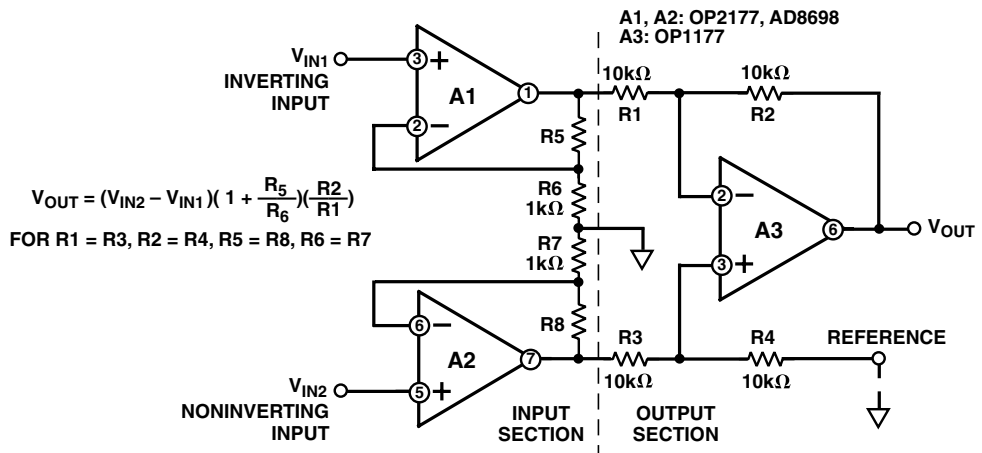 A1, A2: OP2177, AD8698
A3: OP1177
V_IN1
INVERTING
INPUT
3
+
A1
1
2
−
R5
10kΩ
R1
10kΩ
R2
R6
1kΩ
R7
1kΩ
R8
2
−
A3
6
3
+
V_OUT
V_OUT = (V_IN2 – V_IN1)( 1 + R_5/R_6)(R2/R1)
FOR R1 = R3, R2 = R4, R5 = R8, R6 = R7
6
−
A2
7
5
+
V_IN2
NONINVERTING
INPUT
R3
10kΩ
R4
10kΩ
REFERENCE
INPUT
SECTION
OUTPUT
SECTION